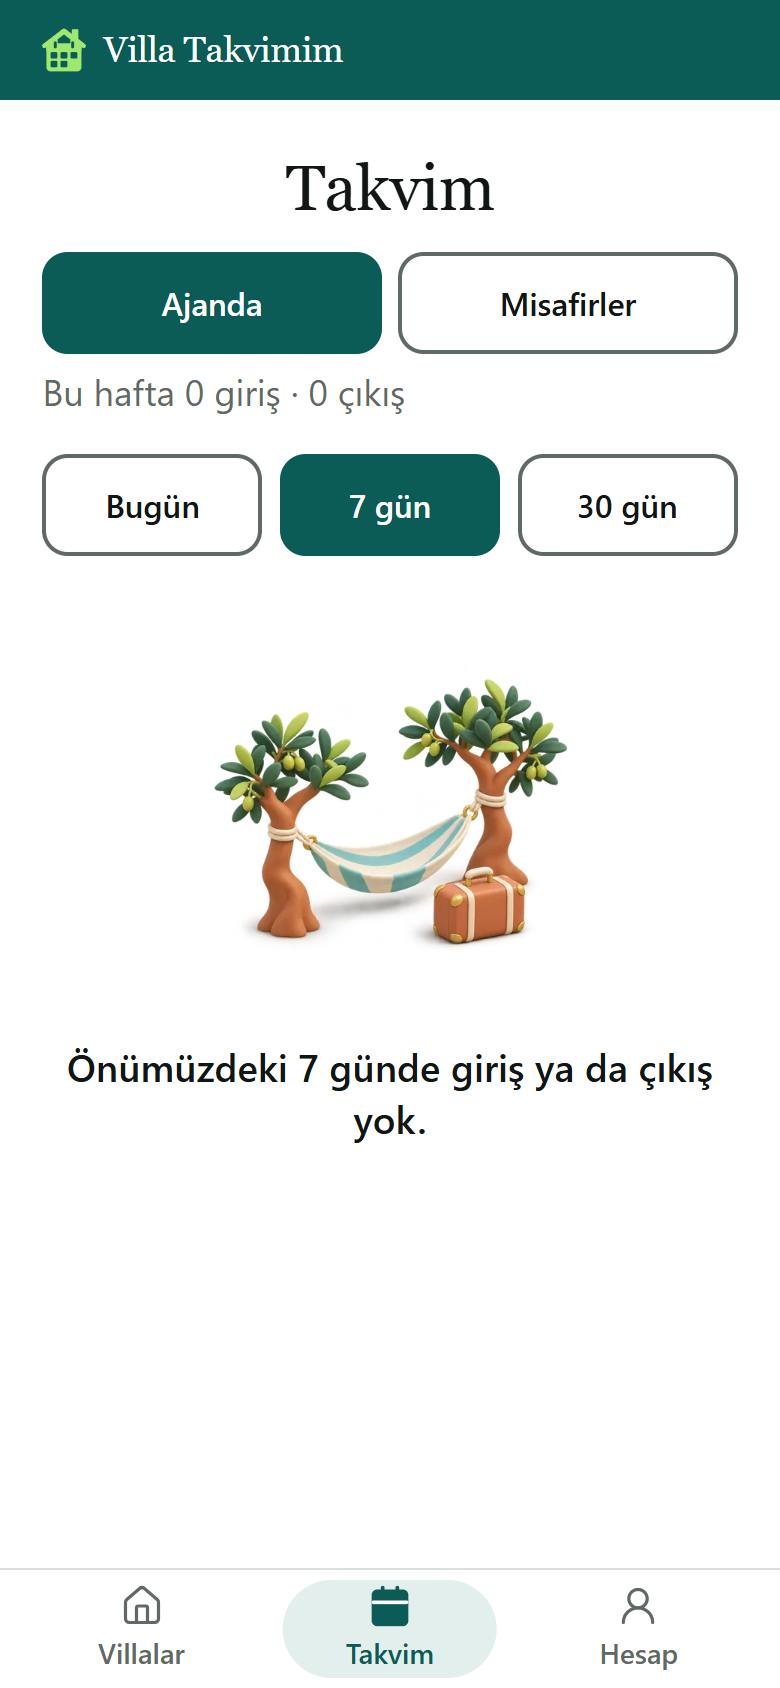 Villa Takvimim
Takvim
Ajanda
Misafirler
Bu hafta 0 giriş · 0 çıkış
Bugün
7 gün
30 gün
Önümüzdeki 7 günde giriş ya da çıkış
yok.
Villalar
Takvim
Hesap